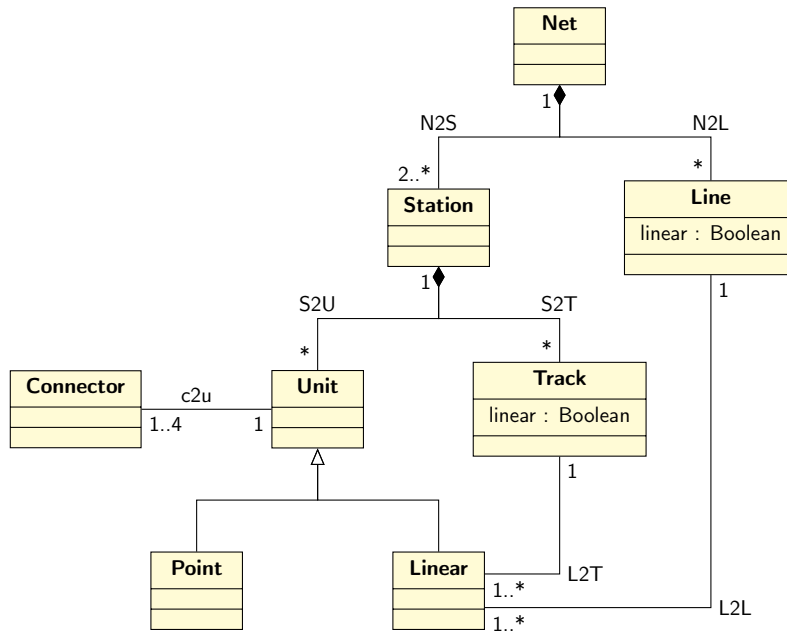 Net
1
N2S
N2L
2..*
*
Station
Line
linear : Boolean
1
1
S2U
S2T
*
*
Connector
c2u
Unit
Track
linear : Boolean
1..4
1
1
Point
Linear
L2T
1..*
L2L
1..*